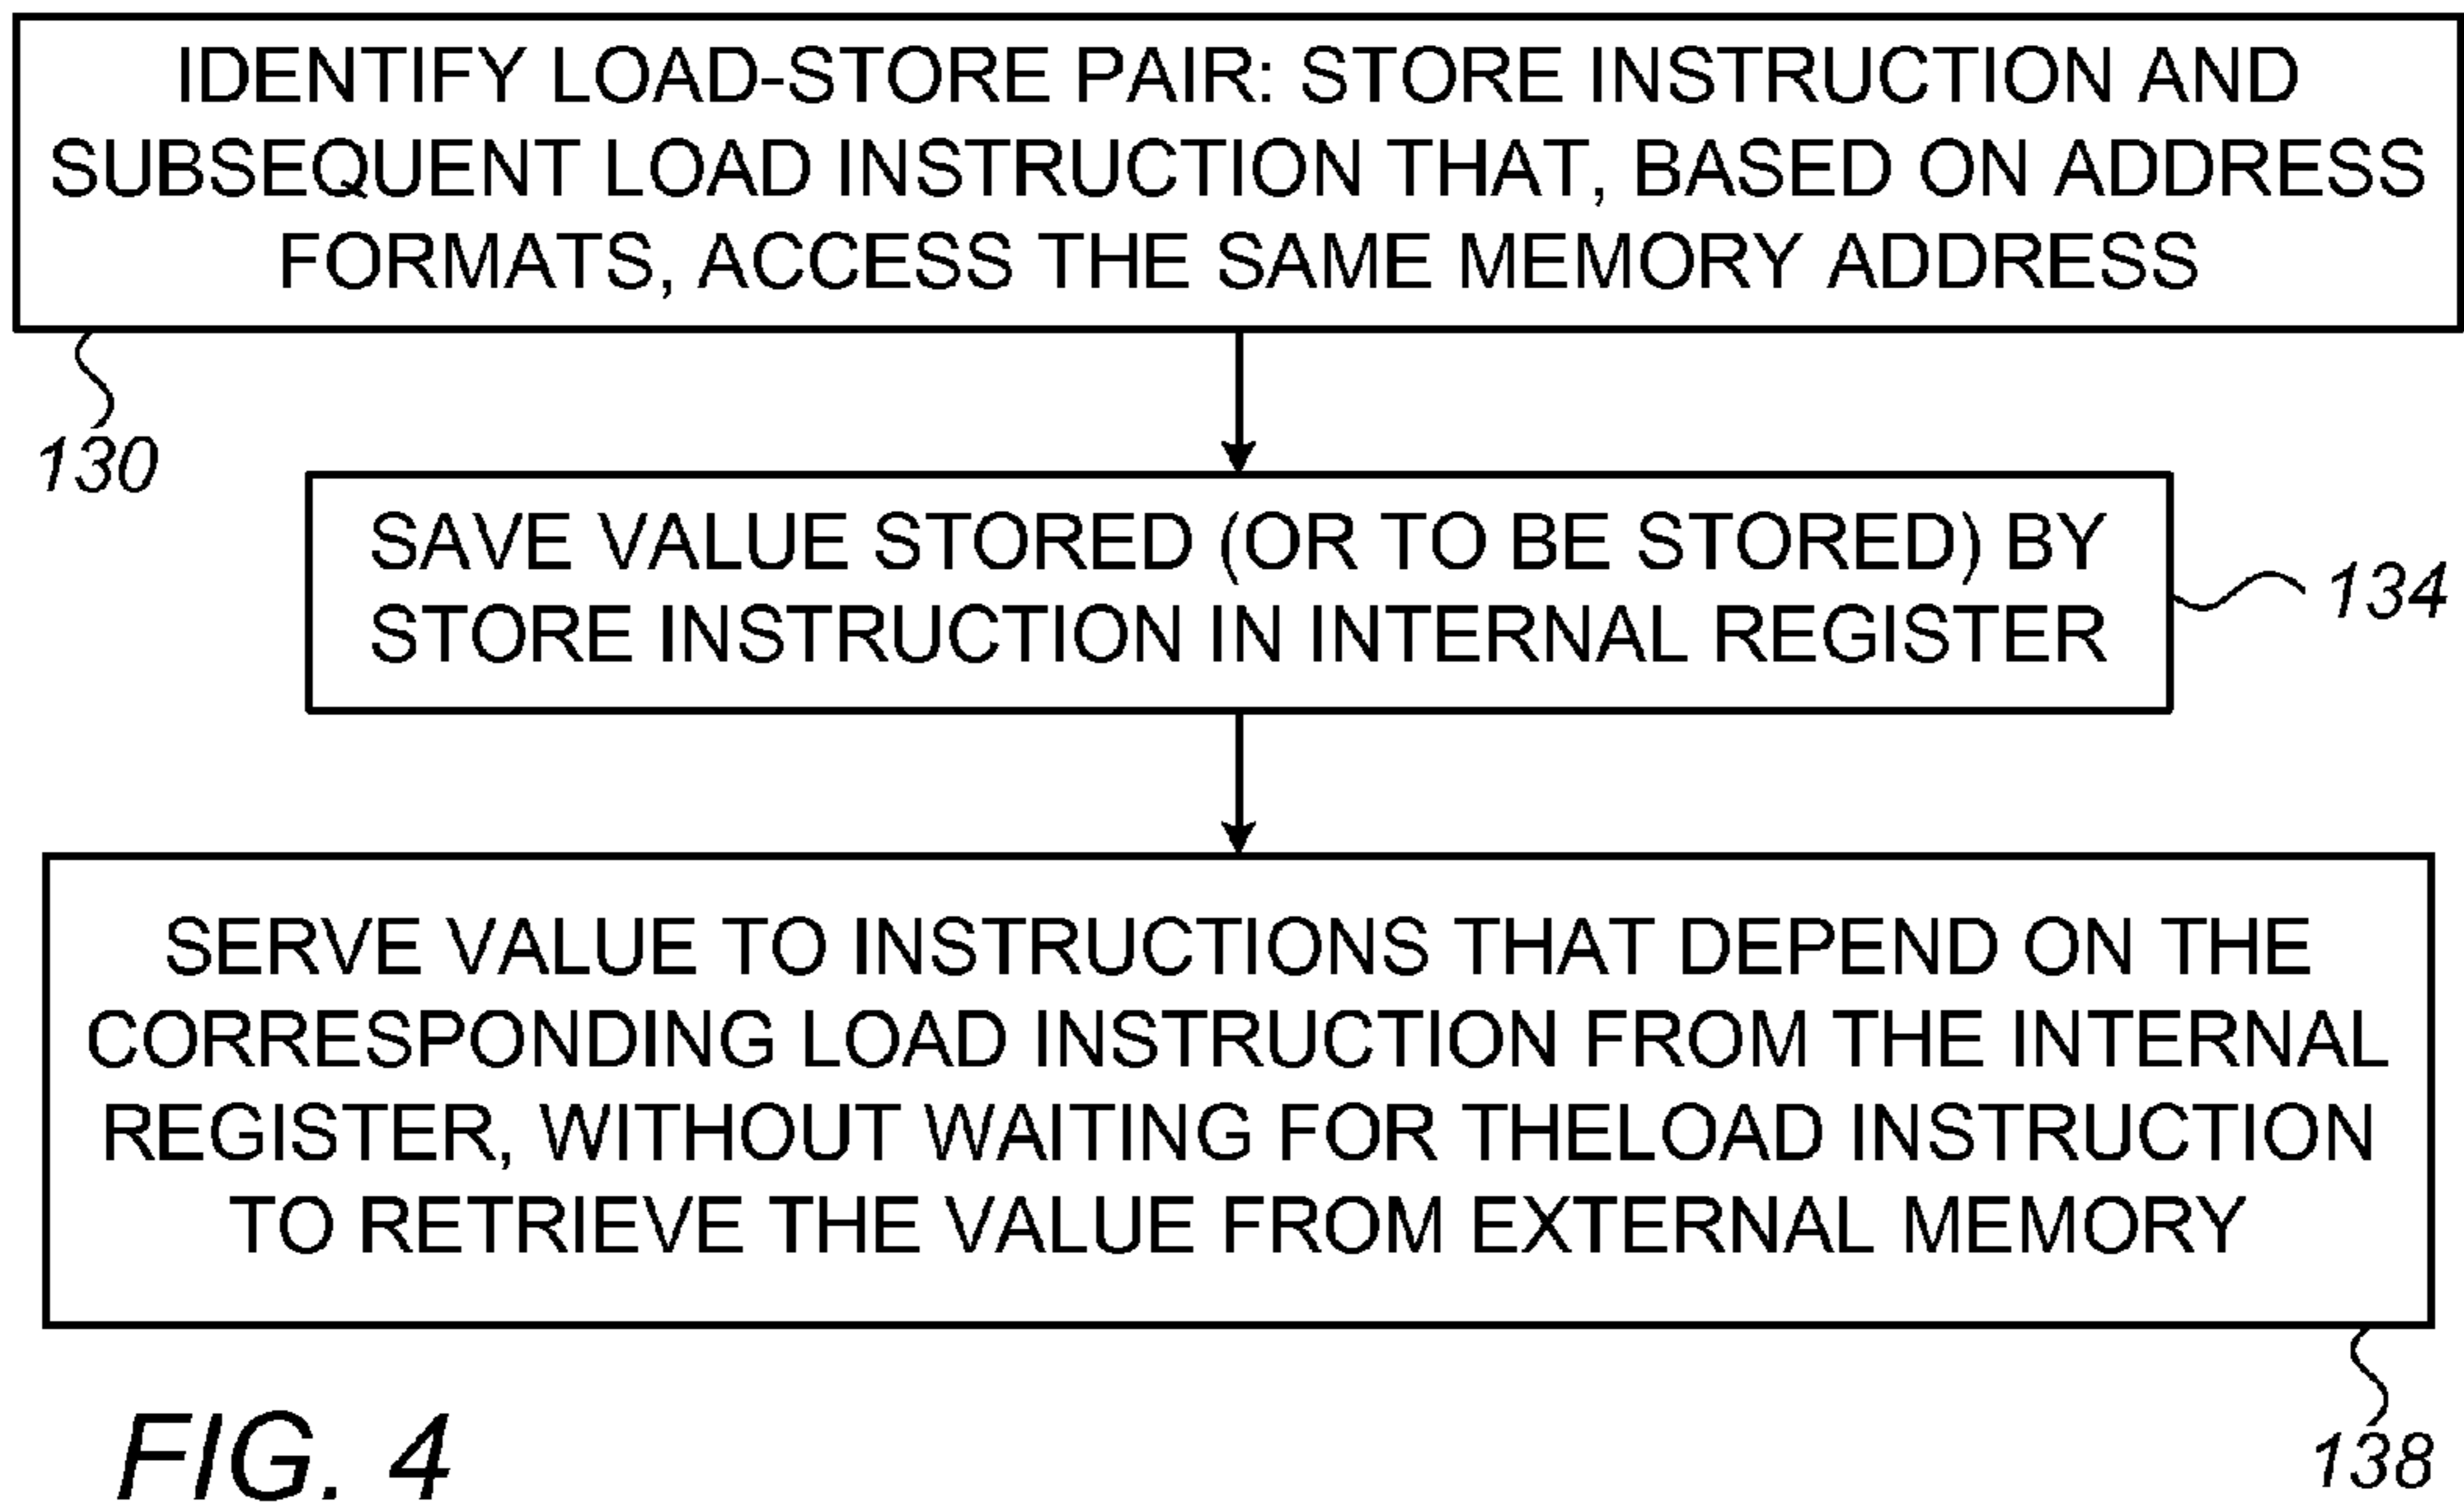 IDENTIFY LOAD-STORE PAIR: STORE INSTRUCTION AND
SUBSEQUENT LOAD INSTRUCTION THAT, BASED ON ADDRESS
FORMATS, ACCESS THE SAME MEMORY ADDRESS
130
SAVE VALUE STORED (OR TO BE STORED) BY
STORE INSTRUCTION IN INTERNAL REGISTER
134
SERVE VALUE TO INSTRUCTIONS THAT DEPEND ON THE
CORRESPONDING LOAD INSTRUCTION FROM THE INTERNAL
REGISTER, WITHOUT WAITING FOR THELOAD INSTRUCTION
TO RETRIEVE THE VALUE FROM EXTERNAL MEMORY
138
FIG. 4